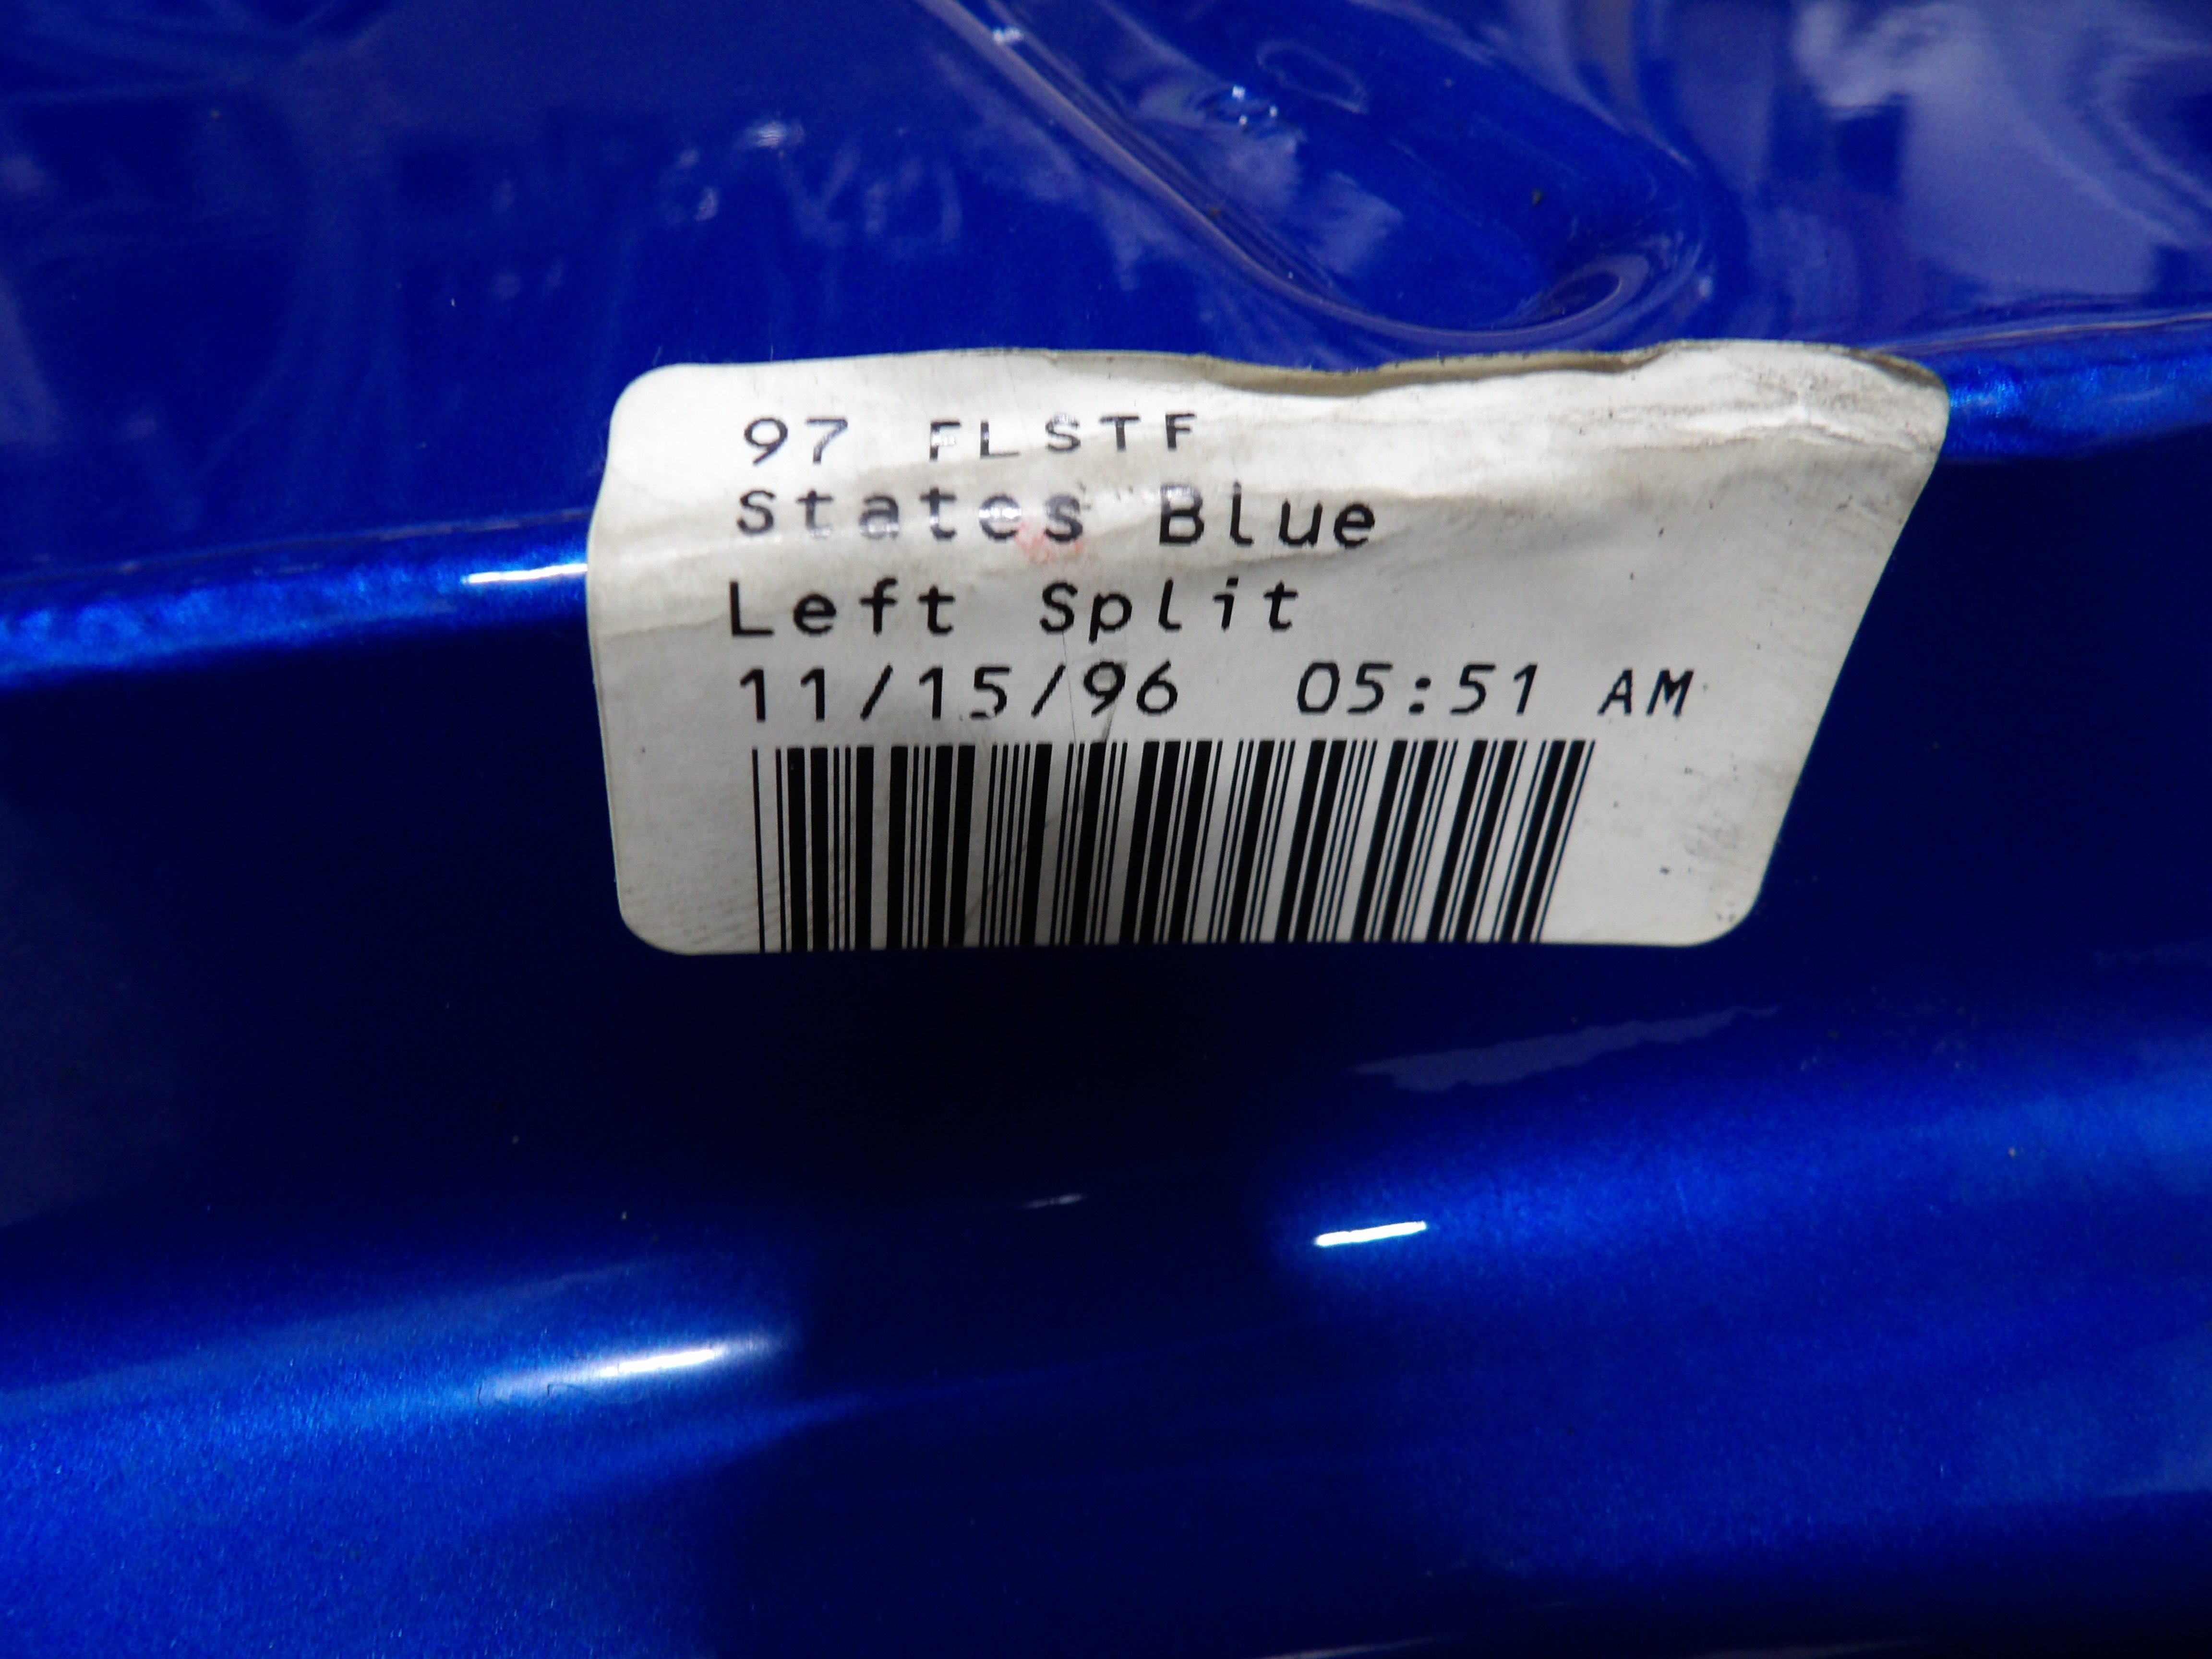 97 FLSTF
States Blue
Left Split
11/15/96 05:51 AM